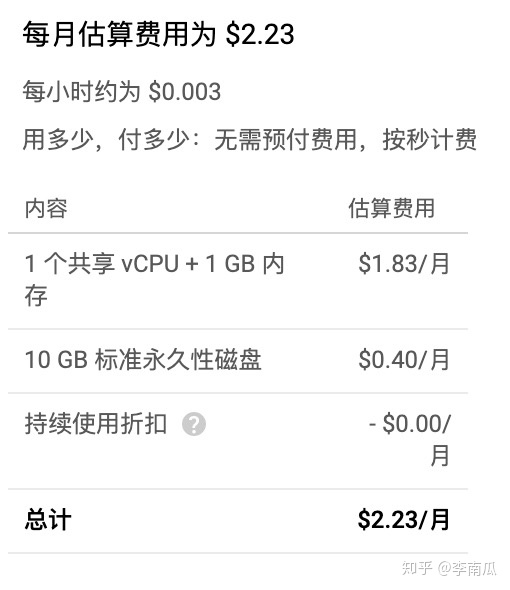 每月估算费用为 $2.23
每小时约为 $0.003
用多少，付多少：无需预付费用，按秒计费
内容 估算费用
1 个共享 vCPU + 1 GB 内 $1.83/月
存
10 GB 标准永久性磁盘 $0.40/月
持续使用折扣 ? - $0.00/
月
总计 $2.23/月
知乎 @李南瓜